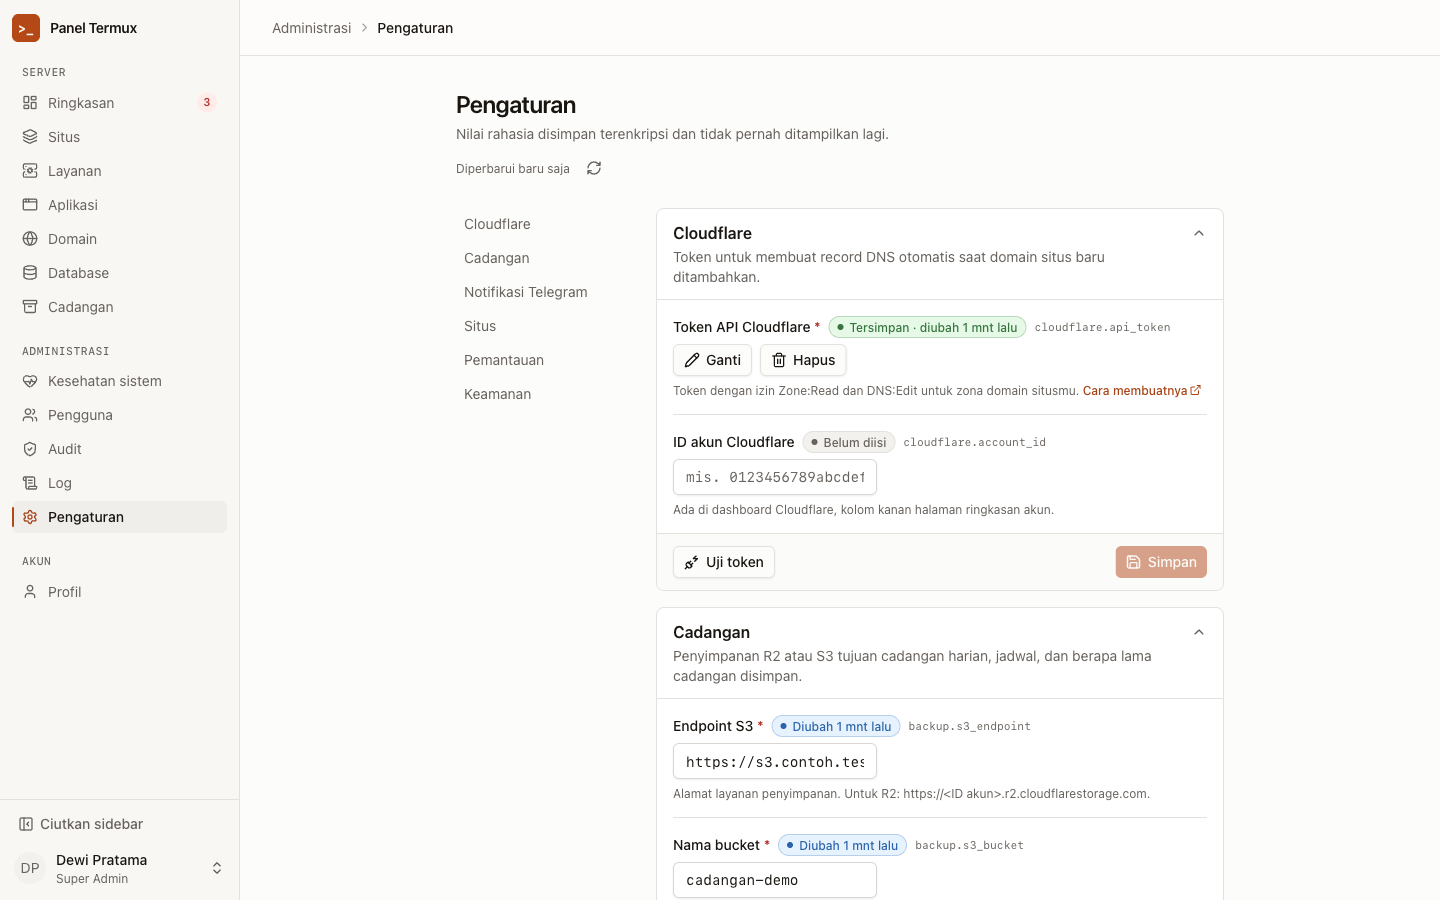 Panel Termux
Administrasi > Pengaturan
SERVER
Ringkasan 3
Situs
Layanan
Aplikasi
Domain
Database
Cadangan
ADMINISTRASI
Kesehatan sistem
Pengguna
Audit
Log
Pengaturan
AKUN
Profil
Ciutkan sidebar
DP
Dewi Pratama
Super Admin
Pengaturan
Nilai rahasia disimpan terenkripsi dan tidak pernah ditampilkan lagi.
Diperbarui baru saja
Cloudflare
Cadangan
Notifikasi Telegram
Situs
Pemantauan
Keamanan
Cloudflare
Token untuk membuat record DNS otomatis saat domain situs baru
ditambahkan.
Token API Cloudflare * Tersimpan · diubah 1 mnt lalu cloudflare.api_token
Ganti Hapus
Token dengan izin Zone:Read dan DNS:Edit untuk zona domain situsmu. Cara membuatnya
ID akun Cloudflare Belum diisi cloudflare.account_id
mis. 0123456789abcdef
Ada di dashboard Cloudflare, kolom kanan halaman ringkasan akun.
Uji token Simpan
Cadangan
Penyimpanan R2 atau S3 tujuan cadangan harian, jadwal, dan berapa lama
cadangan disimpan.
Endpoint S3 * Diubah 1 mnt lalu backup.s3_endpoint
https://s3.contoh.tes
Alamat layanan penyimpanan. Untuk R2: https://<ID akun>.r2.cloudflarestorage.com.
Nama bucket * Diubah 1 mnt lalu backup.s3_bucket
cadangan-demo